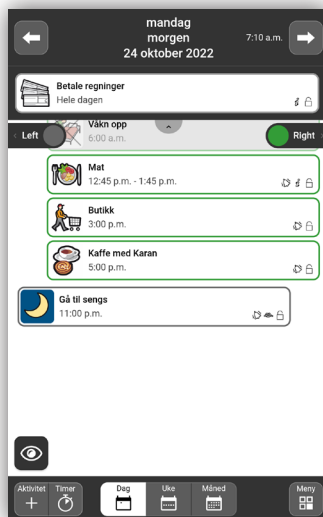 mandag
morgen
24 oktober 2022
7:10 a.m.
Betale regninger
Hele dagen
Left
Våkn opp
6:00 a.m.
Right
Mat
12:45 p.m. - 1:45 p.m.
Butikk
3:00 p.m.
Kaffe med Karan
5:00 p.m.
Gå til sengs
11:00 p.m.
Aktivitet
Timer
Dag
Uke
Måned
Meny